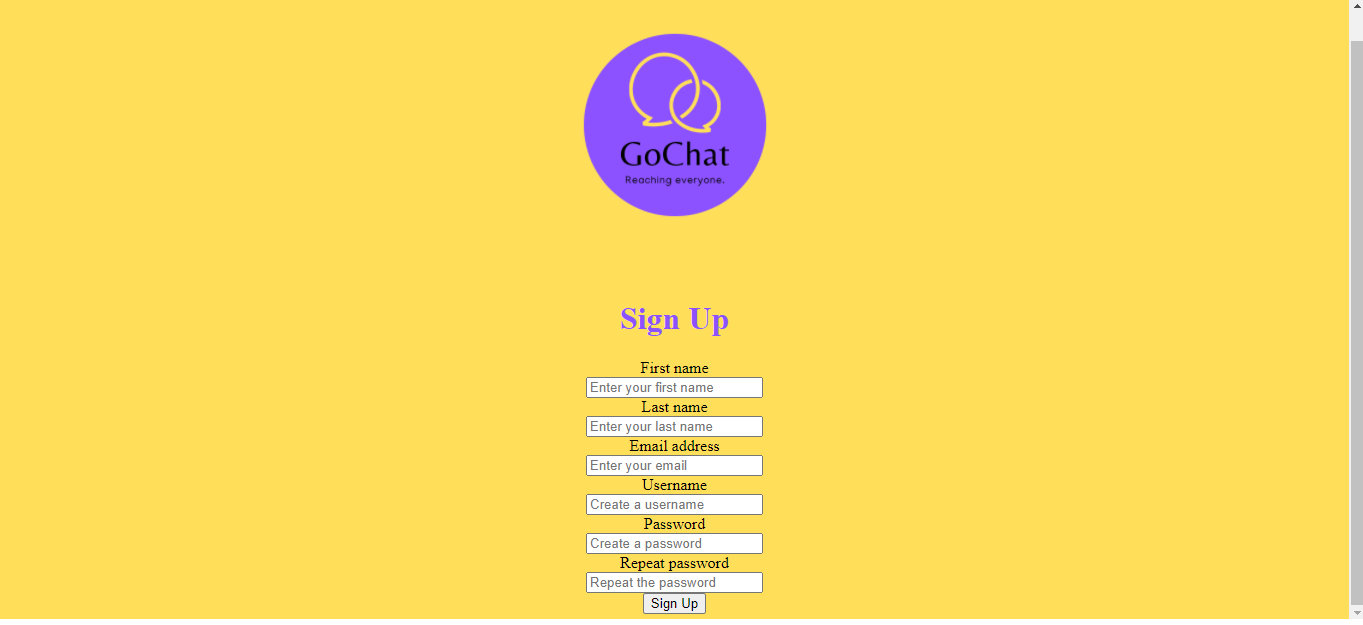 GoChat
Reaching everyone.
Sign Up
First name
Enter your first name
Last name
Enter your last name
Email address
Enter your email
Username
Create a username
Password
Create a password
Repeat password
Repeat the password
Sign Up